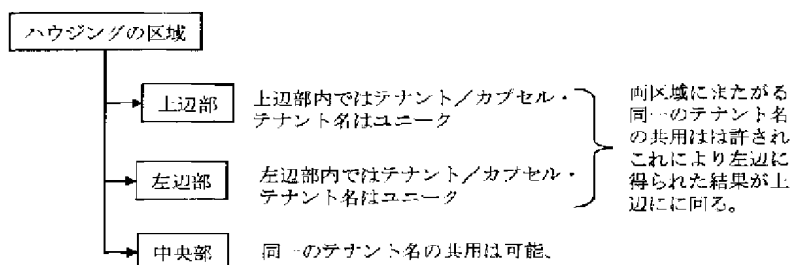 ハウジングの区域
上辺部
上辺部内ではテナント／カプセル・
テナント名はユニーク
左辺部
左辺部内ではテナント／カプセル・
テナント名はユニーク
両区域にまたがる
同一のテナント名
の共用はは許され
これにより左辺に
得られた結果が上
辺にに回る。
中央部
同一のテナント名の共用は可能、